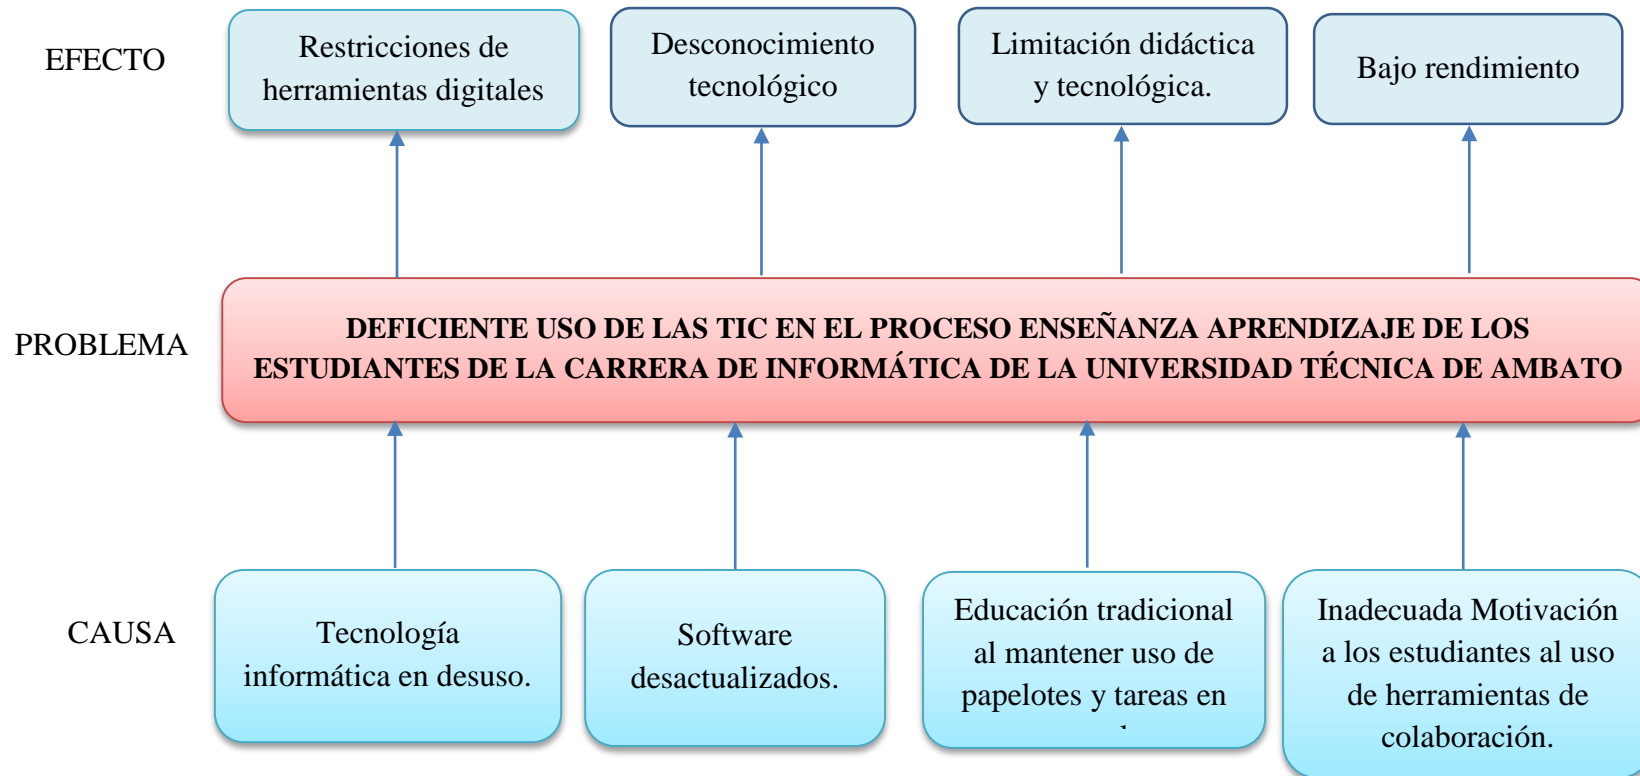 EFECTO
Restricciones de
herramientas digitales
Desconocimiento
tecnológico
Limitación didáctica
y tecnológica.
Bajo rendimiento
PROBLEMA
DEFICIENTE USO DE LAS TIC EN EL PROCESO ENSEÑANZA APRENDIZAJE DE LOS
ESTUDIANTES DE LA CARRERA DE INFORMÁTICA DE LA UNIVERSIDAD TÉCNICA DE AMBATO
CAUSA
Tecnología
informática en desuso.
Software
desactualizados.
Educación tradicional
al mantener uso de
papelotes y tareas en
Inadecuada Motivación
a los estudiantes al uso
de herramientas de
colaboración.